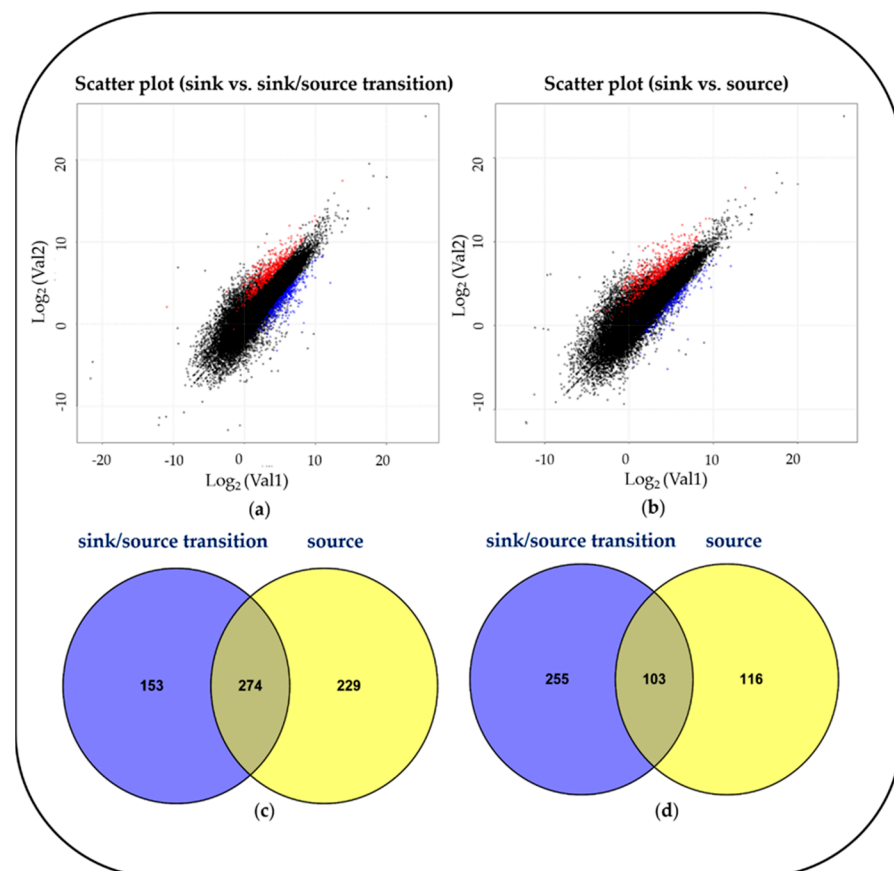 Scatter plot (sink vs. sink/source transition)
Scatter plot (sink vs. source)
Log₂ (Val2)
20
10
0
-10
-20
-10
0
10
20
Log₂ (Val1)
(a)
Log₂ (Val2)
20
10
0
-10
-10
0
10
20
Log₂ (Val1)
(b)
sink/source transition
source
153
274
229
(c)
sink/source transition
source
255
103
116
(d)